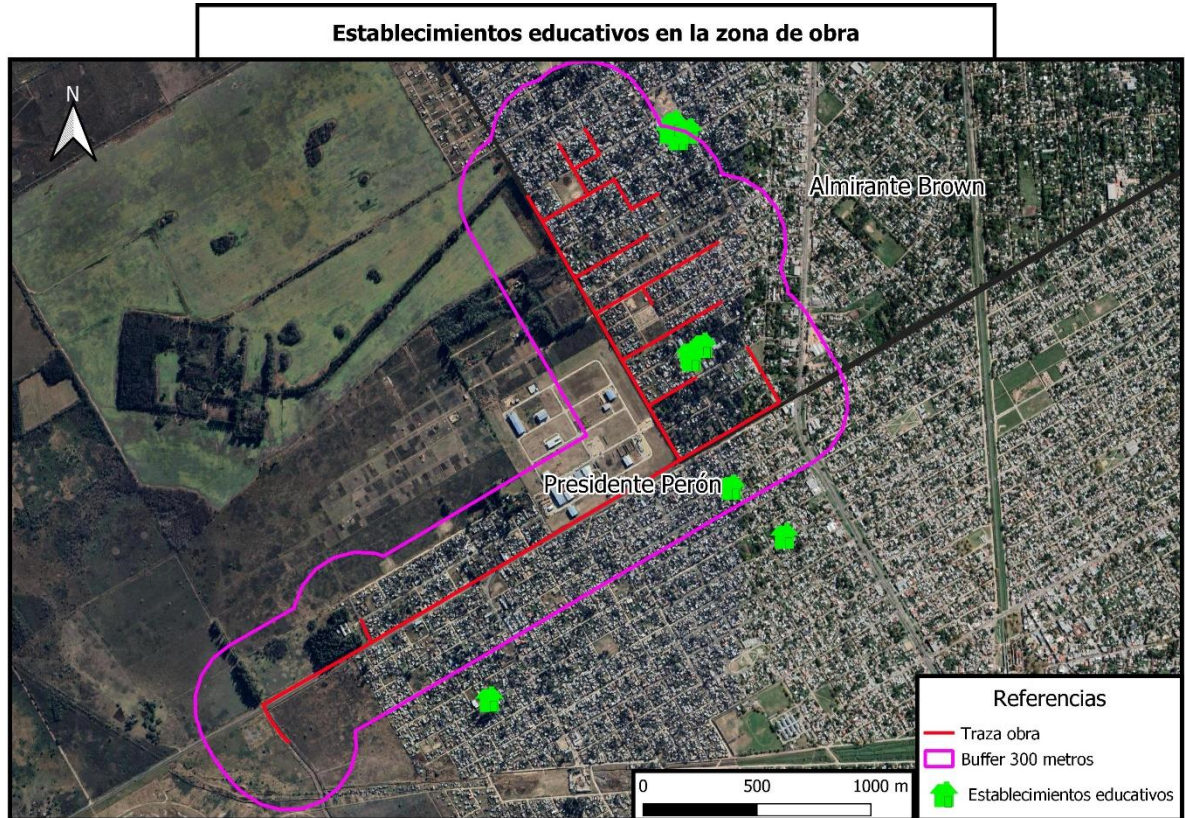 Establecimientos educativos en la zona de obra
N
Almirante Brown
Presidente Perón
Referencias
Traza obra
Buffer 300 metros
Establecimientos educativos
0 500 1000 m